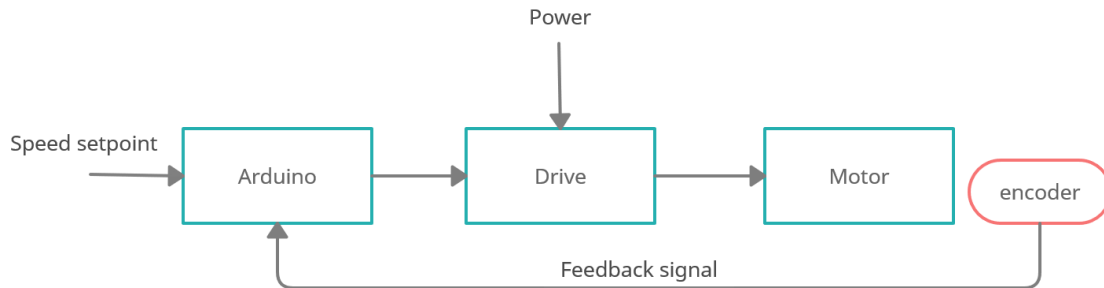 Power
Speed setpoint
Arduino
Drive
Motor
encoder
Feedback signal